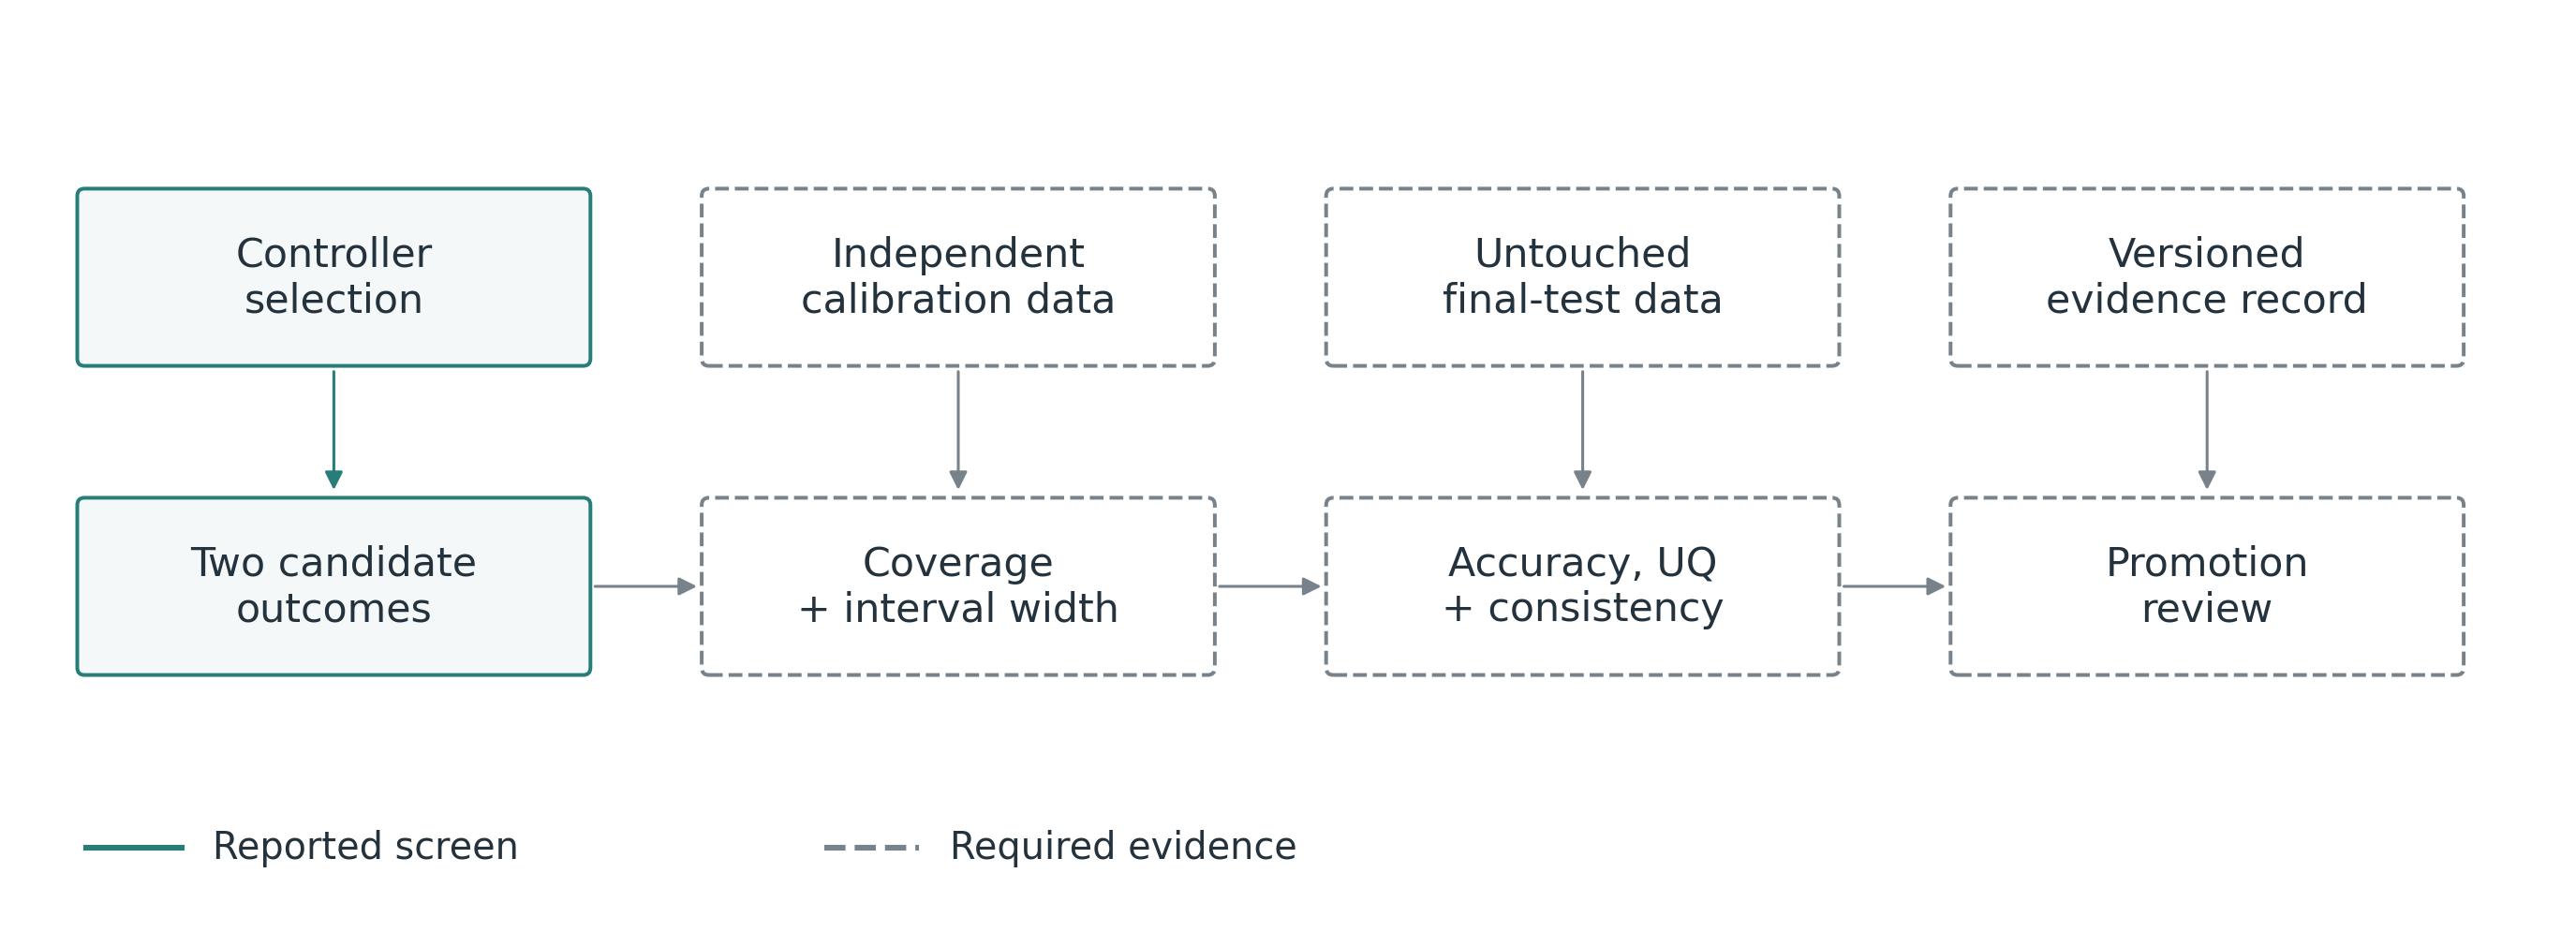 Controller
selection
Independent
calibration data
Untouched
final-test data
Versioned
evidence record
Two candidate
outcomes
Coverage
+ interval width
Accuracy, UQ
+ consistency
Promotion
review
Reported screen
Required evidence